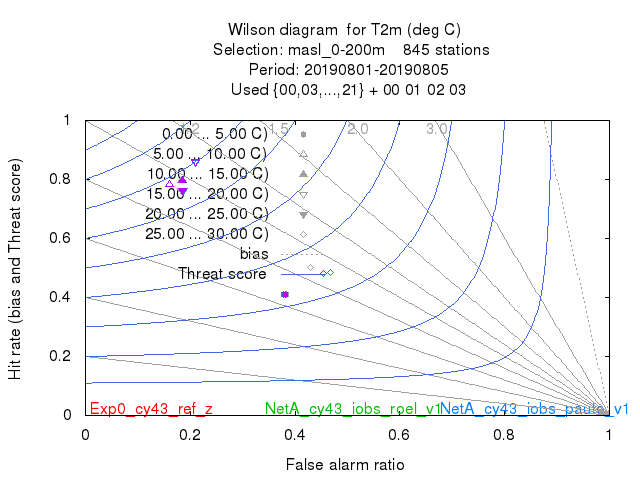 Wilson diagram for T2m (deg C)
Selection: masl_0-200m 845 stations
Period: 20190801-20190805
Used {00,03,...,21} + 00 01 02 03
Hit rate (bias and Threat score)
1
0.8
0.6
0.4
0.2
0
1.2 1.5 2.0 3.0
0.00 ... 5.00 C)
5.00 ... 10.00 C)
10.00 ... 15.00 C)
15.00 ... 20.00 C)
20.00 ... 25.00 C)
25.00 ... 30.00 C)
bias
Threat score
Exp0_cy43_ref_z NetA_cy43_iobs_roel_v1 NetA_cy43_iobs_paulo_v1
0 0.2 0.4 0.6 0.8 1
False alarm ratio